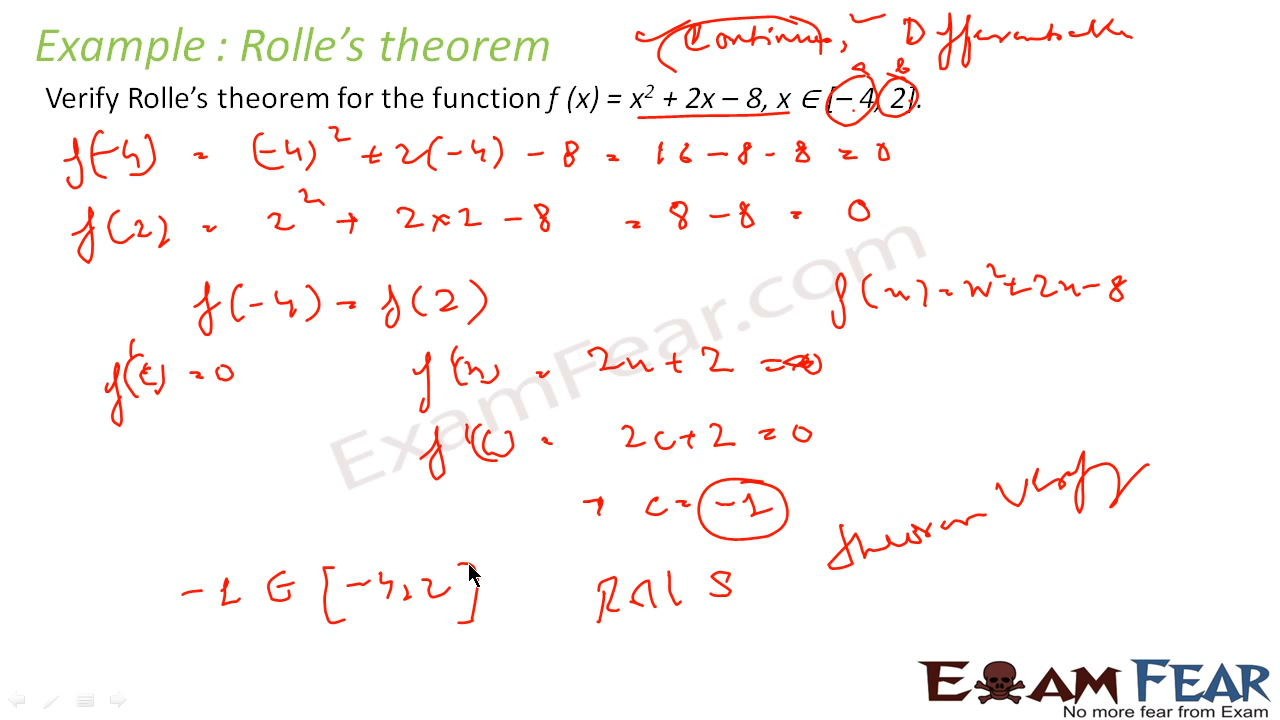 Example : Rolle's theorem
Continuous, Differentiable
a b
Verify Rolle's theorem for the function f (x) = x² + 2x – 8, x ∈ [– 4, 2].
f(-4) = (-4)² + 2(-4) - 8 = 16 - 8 - 8 = 0
f(2) = 2² + 2×2 - 8 = 8 - 8 = 0
f(-4) = f(2)
f(x) = x² + 2x - 8
f'(c) = 0
f'(x) = 2x + 2
f'(c) = 2c + 2 = 0
c = -1
theorem Verify
-1 ∈ [-4, 2]
ExamFear.com
EXAM FEAR
No more fear from Exam